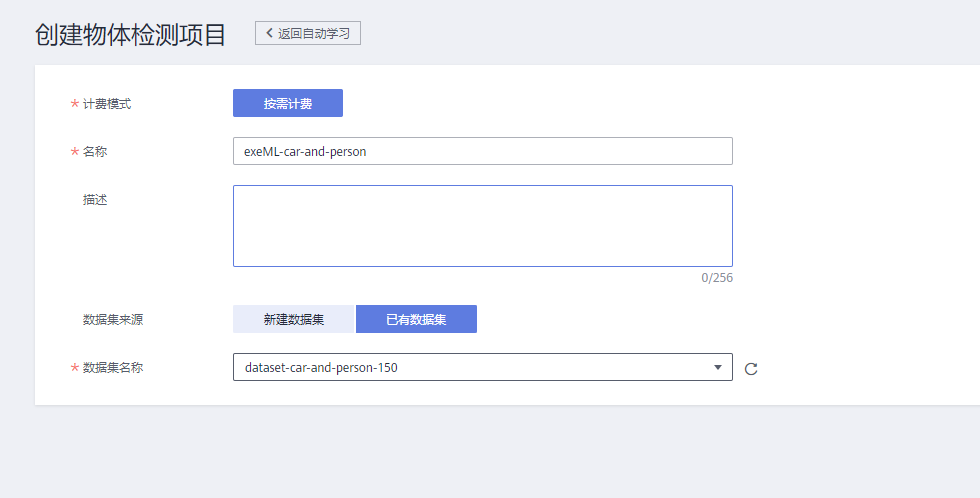 创建物体检测项目 返回自动学习
* 计费模式 按需计费
* 名称 exeML-car-and-person
描述
0/256
数据集来源 新建数据集 已有数据集
* 数据集名称 dataset-car-and-person-150